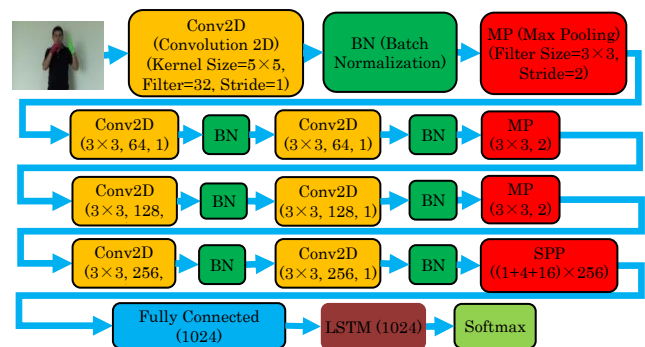 Conv2D
(Convolution 2D)
(Kernel Size=5×5,
Filter=32, Stride=1)
BN (Batch
Normalization)
MP (Max Pooling)
(Filter Size=3×3,
Stride=2)
Conv2D
(3×3, 64, 1)
BN
Conv2D
(3×3, 64, 1)
BN
MP
(3×3, 2)
Conv2D
(3×3, 128,
BN
Conv2D
(3×3, 128, 1)
BN
MP
(3×3, 2)
Conv2D
(3×3, 256,
BN
Conv2D
(3×3, 256, 1)
BN
SPP
((1+4+16)×256)
Fully Connected
(1024)
LSTM (1024)
Softmax